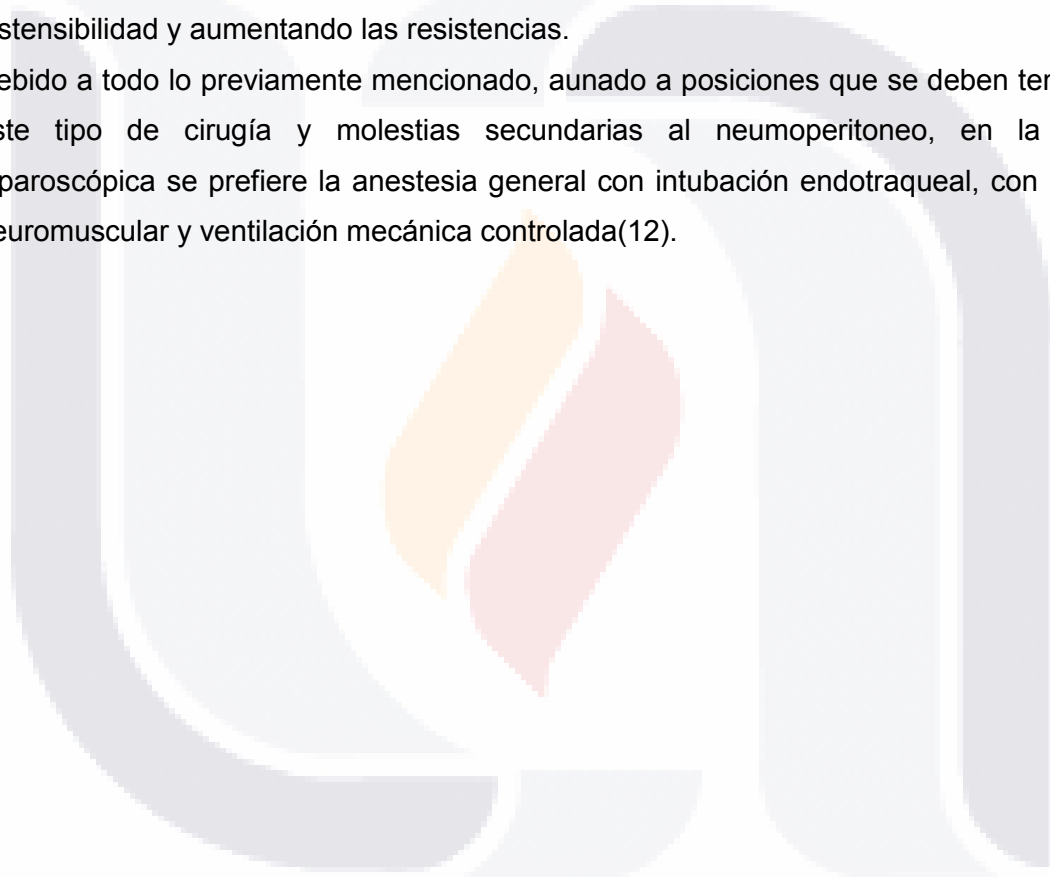 stensibilidad y aumentando las resistencias.
ebido a todo lo previamente mencionado, aunado a posiciones que se deben ter
ste tipo de cirugía y molestias secundarias al neumoperitoneo, en la
paroscópica se prefiere la anestesia general con intubación endotraqueal, con
euromuscular y ventilación mecánica controlada(12).